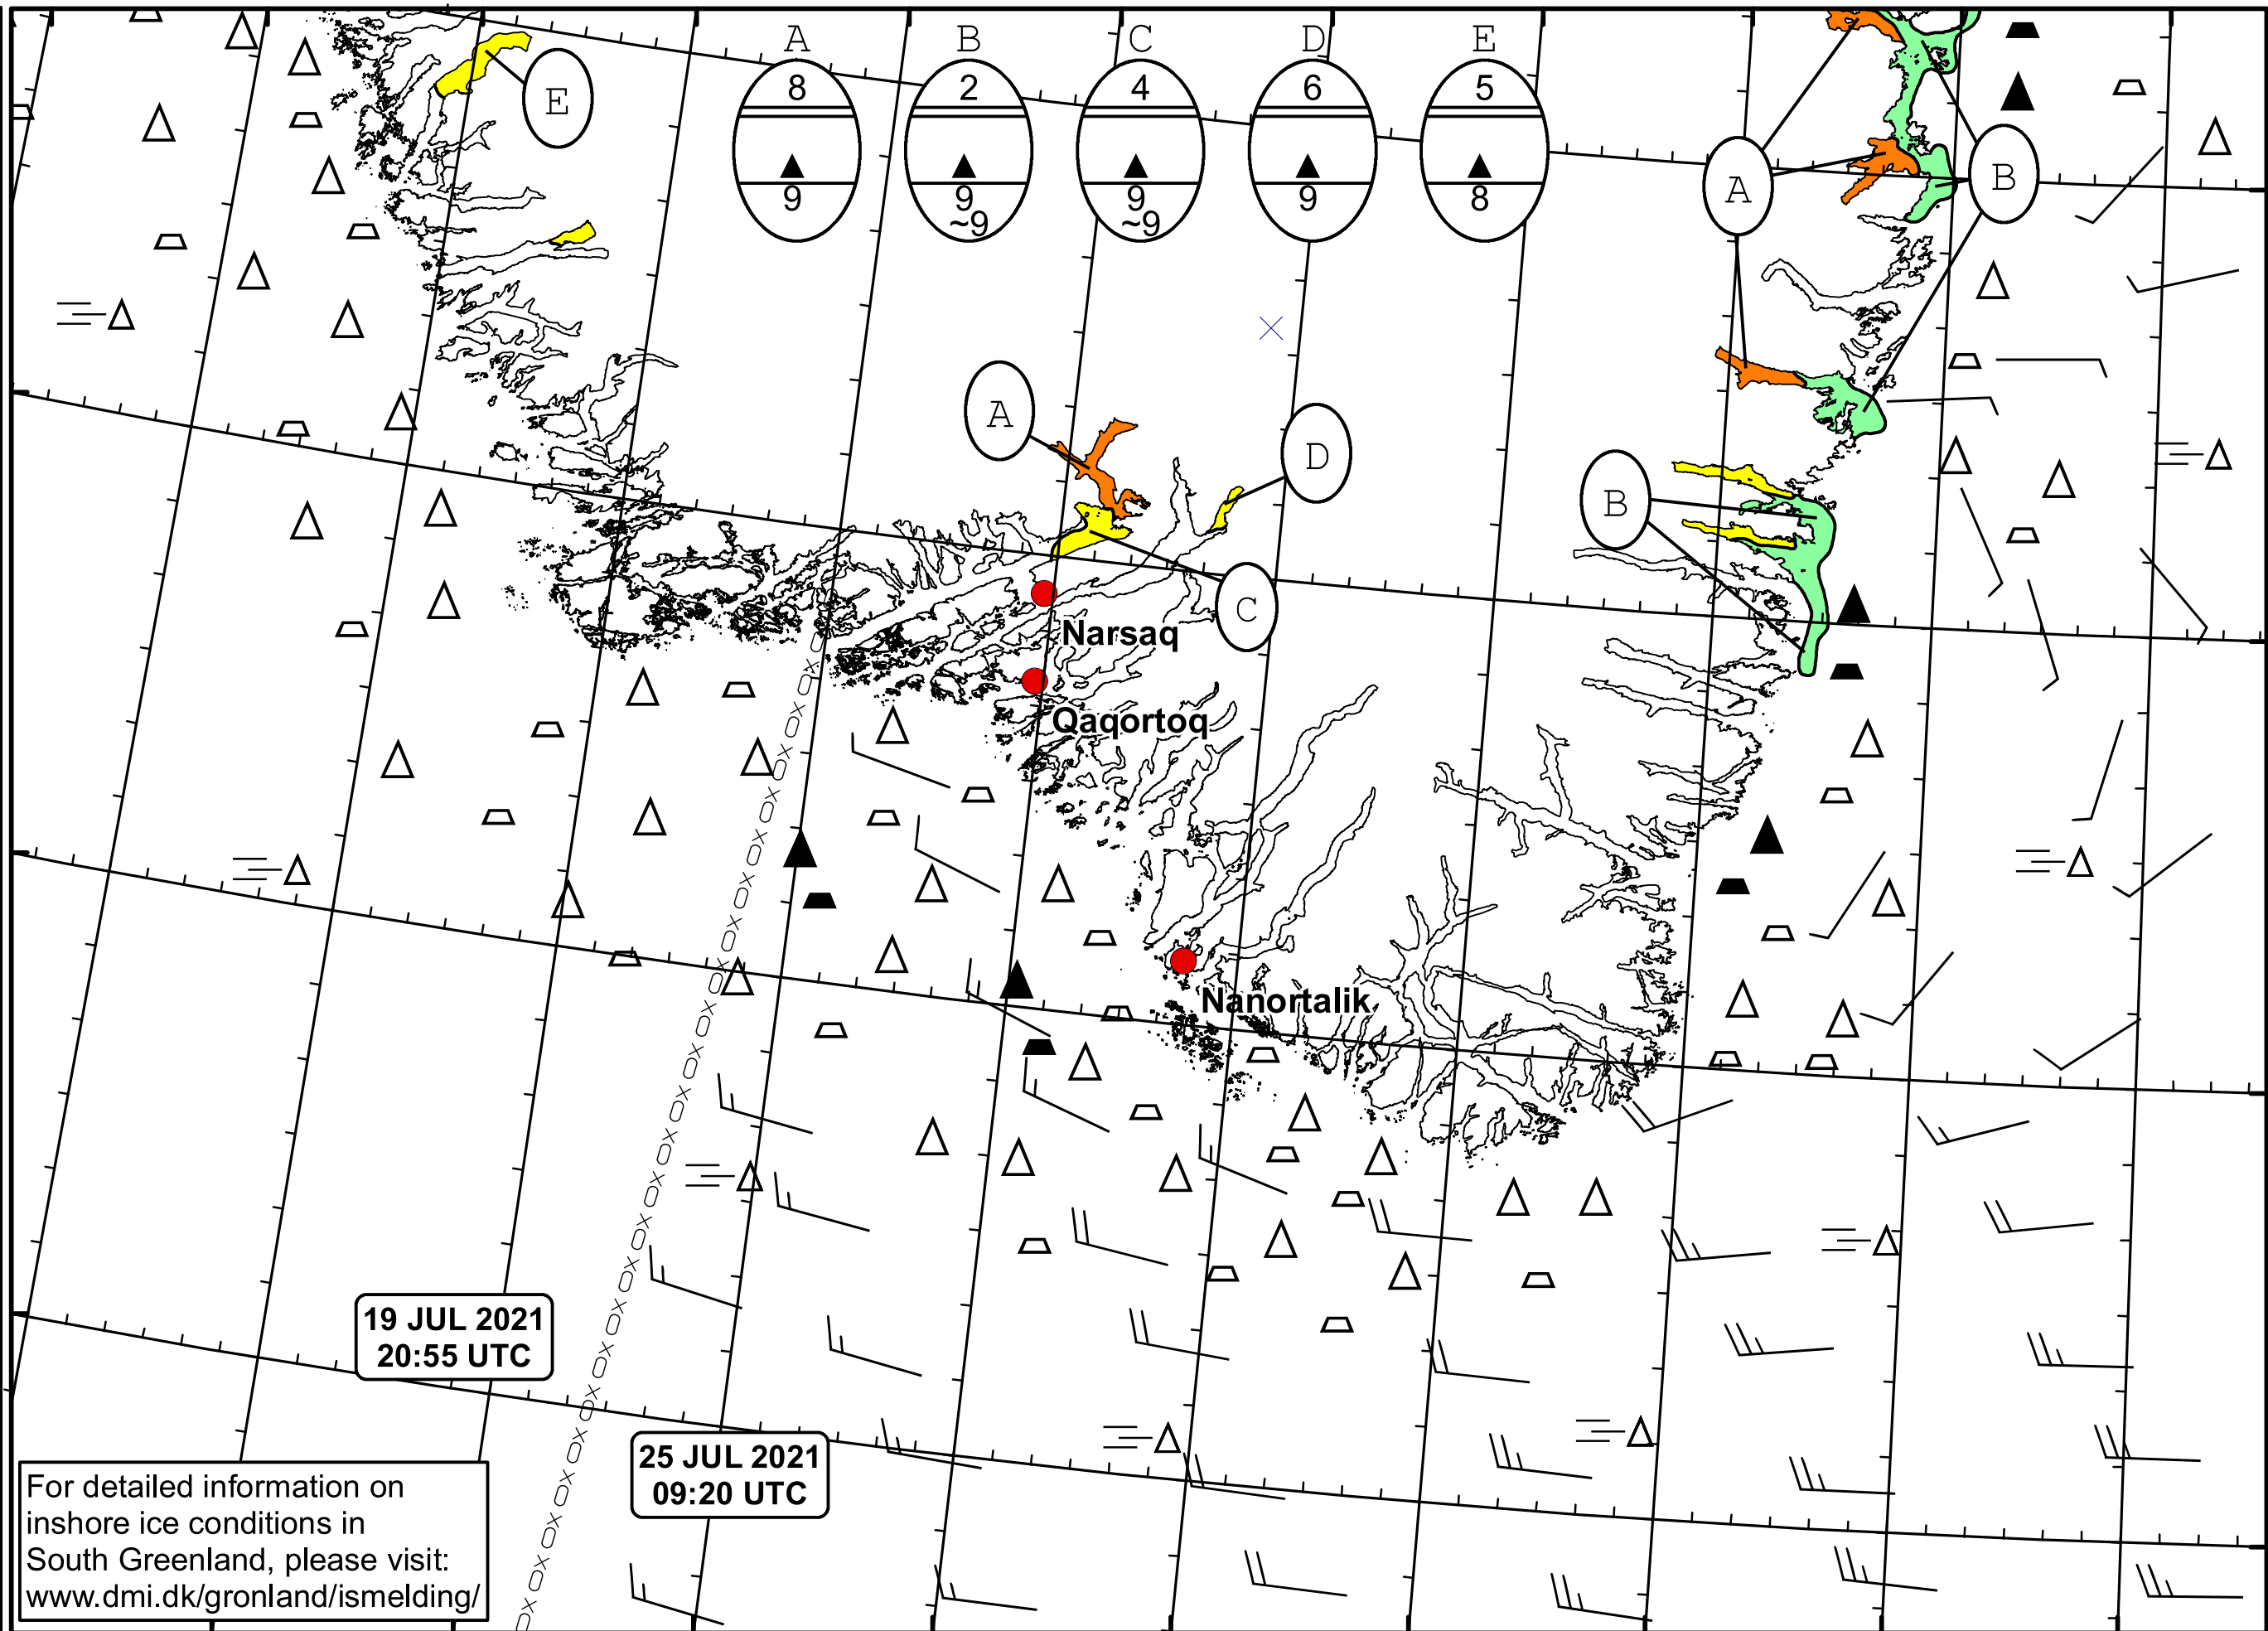 A B C D E
8 2 4 6 5
9 9 9 9 8
~9 ~9
E
A
B
A
D
B
C
Narsaq
Qaqortoq
Nanortalik
19 JUL 2021
20:55 UTC
25 JUL 2021
09:20 UTC
For detailed information on
inshore ice conditions in
South Greenland, please visit:
www.dmi.dk/gronland/ismelding/